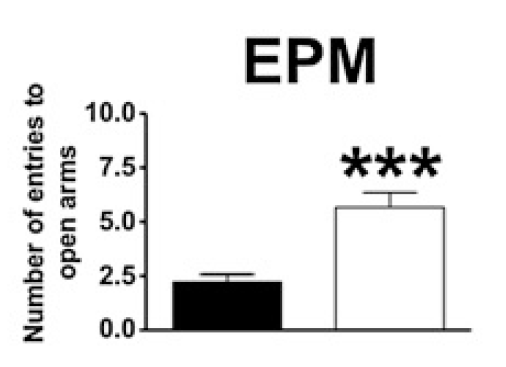 EPM
Number of entries to
open arms
10.0
7.5
5.0
2.5
0.0
***